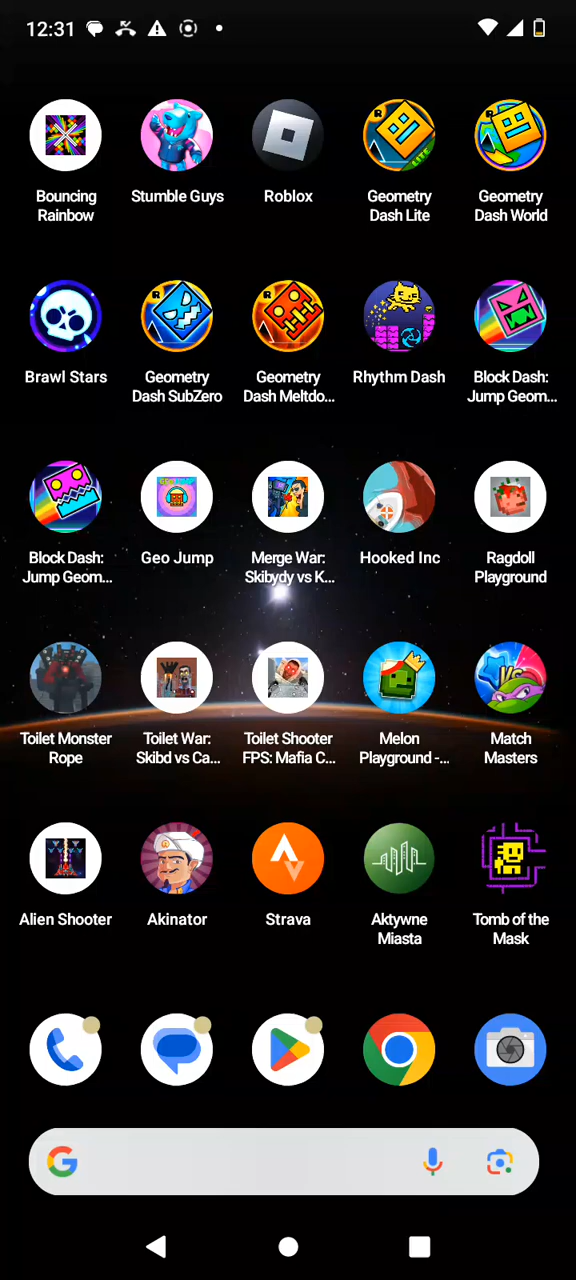 12:31
Bouncing Rainbow
Stumble Guys
Roblox
Geometry Dash Lite
Geometry Dash World
Brawl Stars
Geometry Dash SubZero
Geometry Dash Meltdo...
Rhythm Dash
Block Dash: Jump Geom...
Block Dash: Jump Geom...
Geo Jump
Merge War: Skibydy vs K...
Hooked Inc
Ragdoll Playground
Toilet Monster Rope
Toilet War: Skibd vs Ca...
Toilet Shooter FPS: Mafia C...
Melon Playground -...
Match Masters
Alien Shooter
Akinator
Strava
Aktywne Miasta
Tomb of the Mask